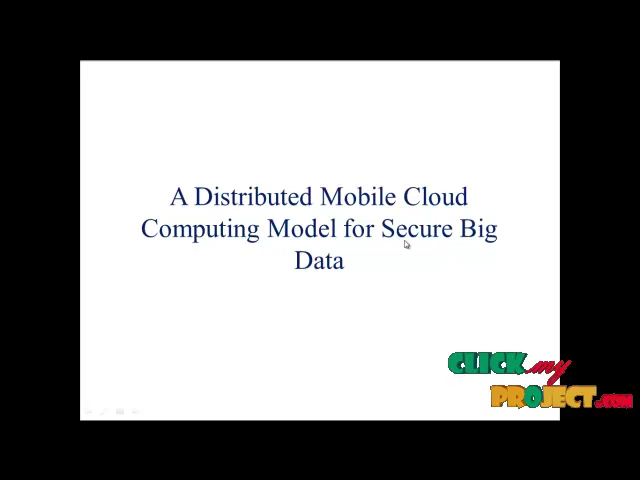 A Distributed Mobile Cloud
Computing Model for Secure Big
Data
CLICK my
PROJECT.COM